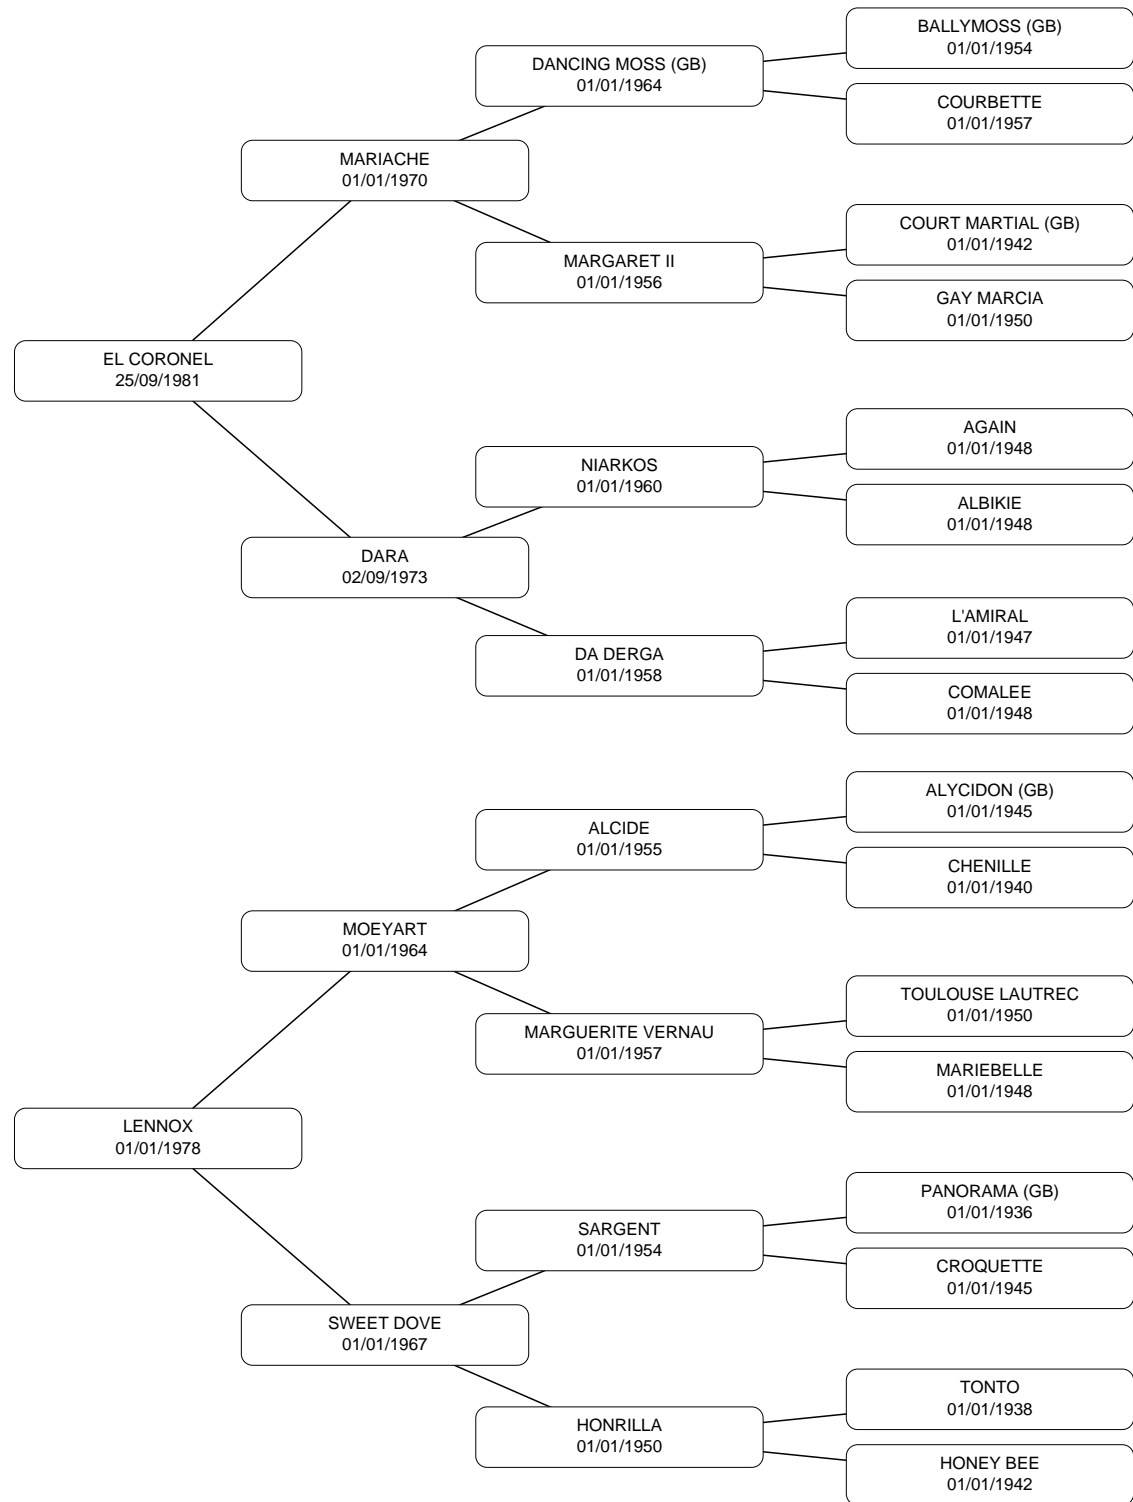 BALLYMOSS (GB)
01/01/1954
DANCING MOSS (GB)
01/01/1964
COURBETTE
01/01/1957
MARIACHE
01/01/1970
COURT MARTIAL (GB)
01/01/1942
MARGARET II
01/01/1956
GAY MARCIA
01/01/1950
EL CORONEL
25/09/1981
AGAIN
01/01/1948
NIARKOS
01/01/1960
ALBIKIE
01/01/1948
DARA
02/09/1973
L'AMIRAL
01/01/1947
DA DERGA
01/01/1958
COMALEE
01/01/1948
ALYCIDON (GB)
01/01/1945
ALCIDE
01/01/1955
CHENILLE
01/01/1940
MOEYART
01/01/1964
TOULOUSE LAUTREC
01/01/1950
MARGUERITE VERNAU
01/01/1957
MARIEBELLE
01/01/1948
LENNOX
01/01/1978
PANORAMA (GB)
01/01/1936
SARGENT
01/01/1954
CROQUETTE
01/01/1945
SWEET DOVE
01/01/1967
TONTO
01/01/1938
HONRILLA
01/01/1950
HONEY BEE
01/01/1942